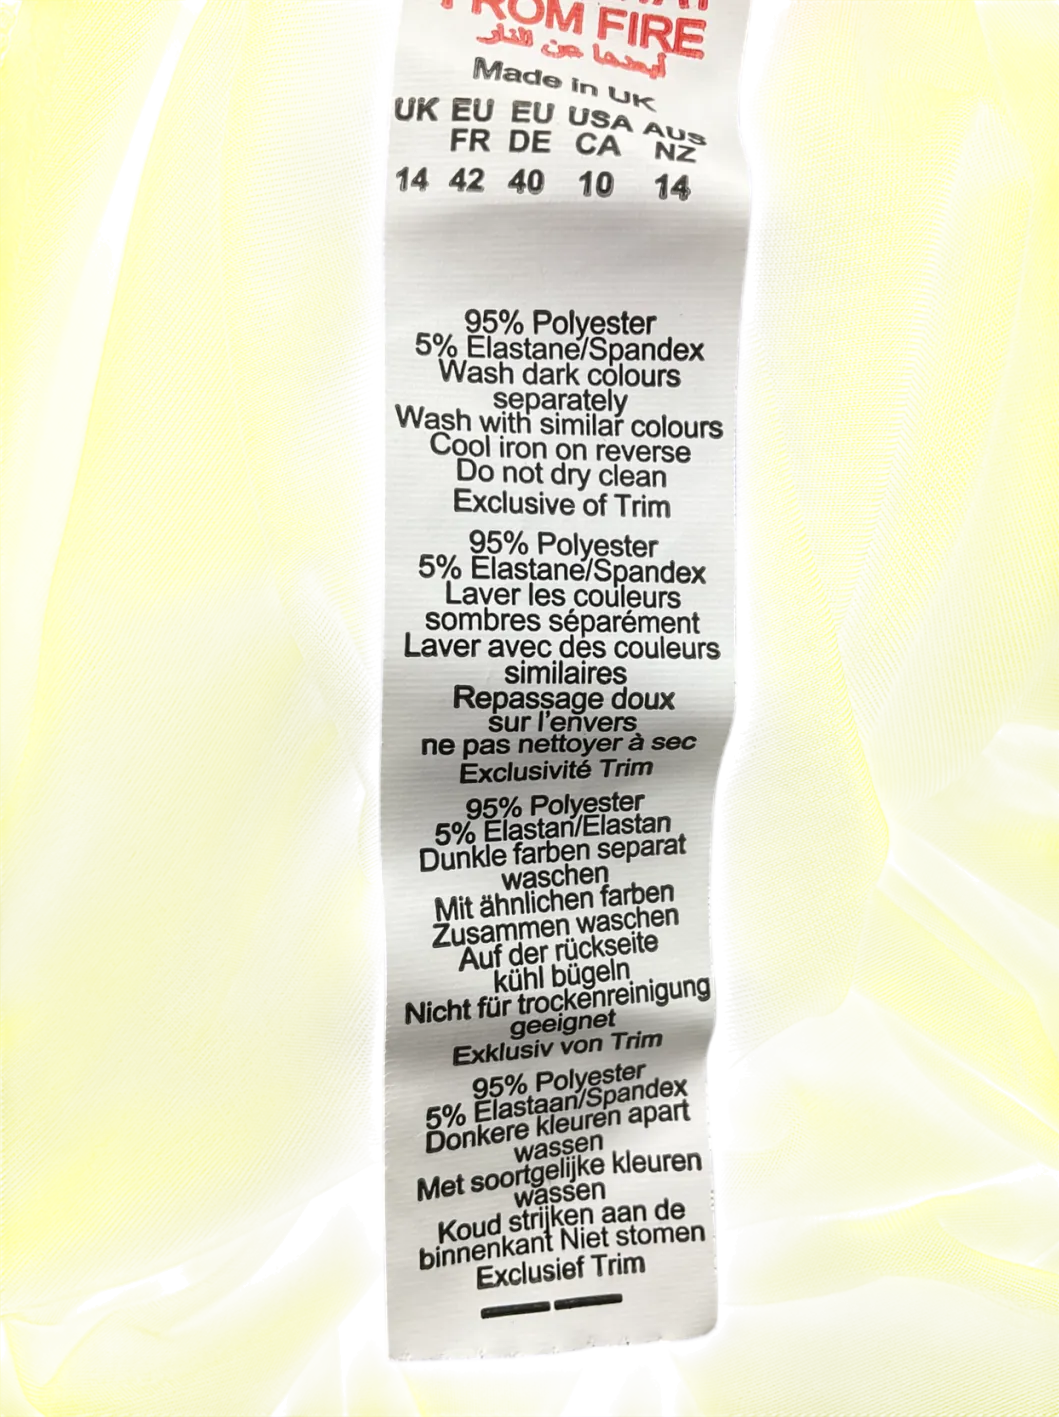 FROM FIRE
أبعدها عن النار
Made in UK
UK EU EU USA AUS
FR DE CA NZ
14 42 40 10 14
95% Polyester
5% Elastane/Spandex
Wash dark colours
separately
Wash with similar colours
Cool iron on reverse
Do not dry clean
Exclusive of Trim
95% Polyester
5% Elastane/Spandex
Laver les couleurs
sombres séparément
Laver avec des couleurs
similaires
Repassage doux
sur l'envers
ne pas nettoyer à sec
Exclusivité Trim
95% Polyester
5% Elastan/Elastan
Dunkle farben separat
waschen
Mit ähnlichen farben
Zusammen waschen
Auf der rückseite
kühl bügeln
Nicht für trockenreinigung
geeignet
Exklusiv von Trim
95% Polyester
5% Elastaan/Spandex
Donkere kleuren apart
wassen
Met soortgelijke kleuren
wassen
Koud strijken aan de
binnenkant Niet stomen
Exclusief Trim